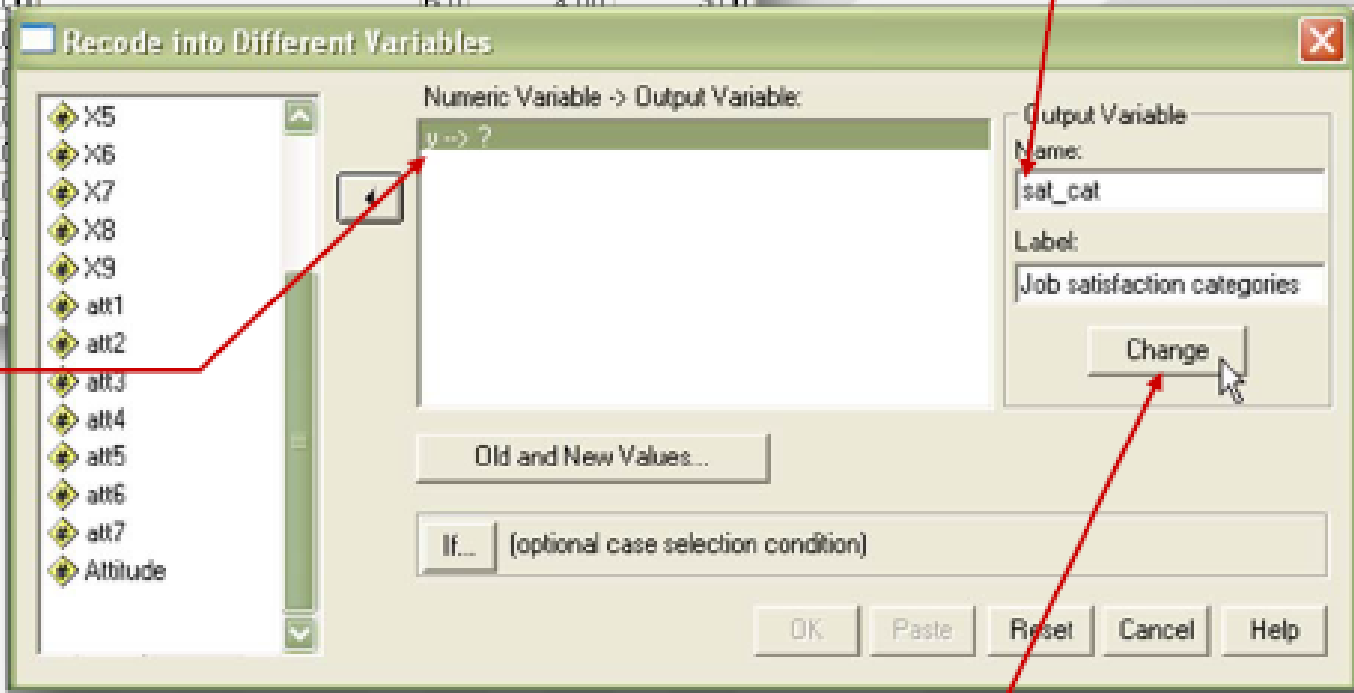 Recode into Different Variables
X5
X6
X7
X8
X9
att1
att2
att3
att4
att5
att6
att7
Attitude
Numeric Variable -> Output Variable:
y --> ?
Output Variable
Name:
sat_cat
Label:
Job satisfaction categories
Change
Old and New Values...
If...
(optional case selection condition)
OK
Paste
Reset
Cancel
Help